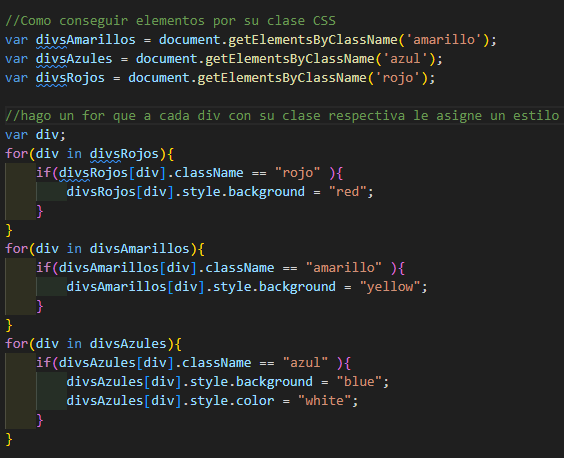 //Como conseguir elementos por su clase CSS
var divsAmarillos = document.getElementsByClassName('amarillo');
var divsAzules = document.getElementsByClassName('azul');
var divsRojos = document.getElementsByClassName('rojo');
//hago un for que a cada div con su clase respectiva le asigne un estilo
var div;
for(div in divsRojos){
if(divsRojos[div].className == "rojo" ){
divsRojos[div].style.background = "red";
}
}
for(div in divsAmarillos){
if(divsAmarillos[div].className == "amarillo" ){
divsAmarillos[div].style.background = "yellow";
}
}
for(div in divsAzules){
if(divsAzules[div].className == "azul" ){
divsAzules[div].style.background = "blue";
divsAzules[div].style.color = "white";
}
}